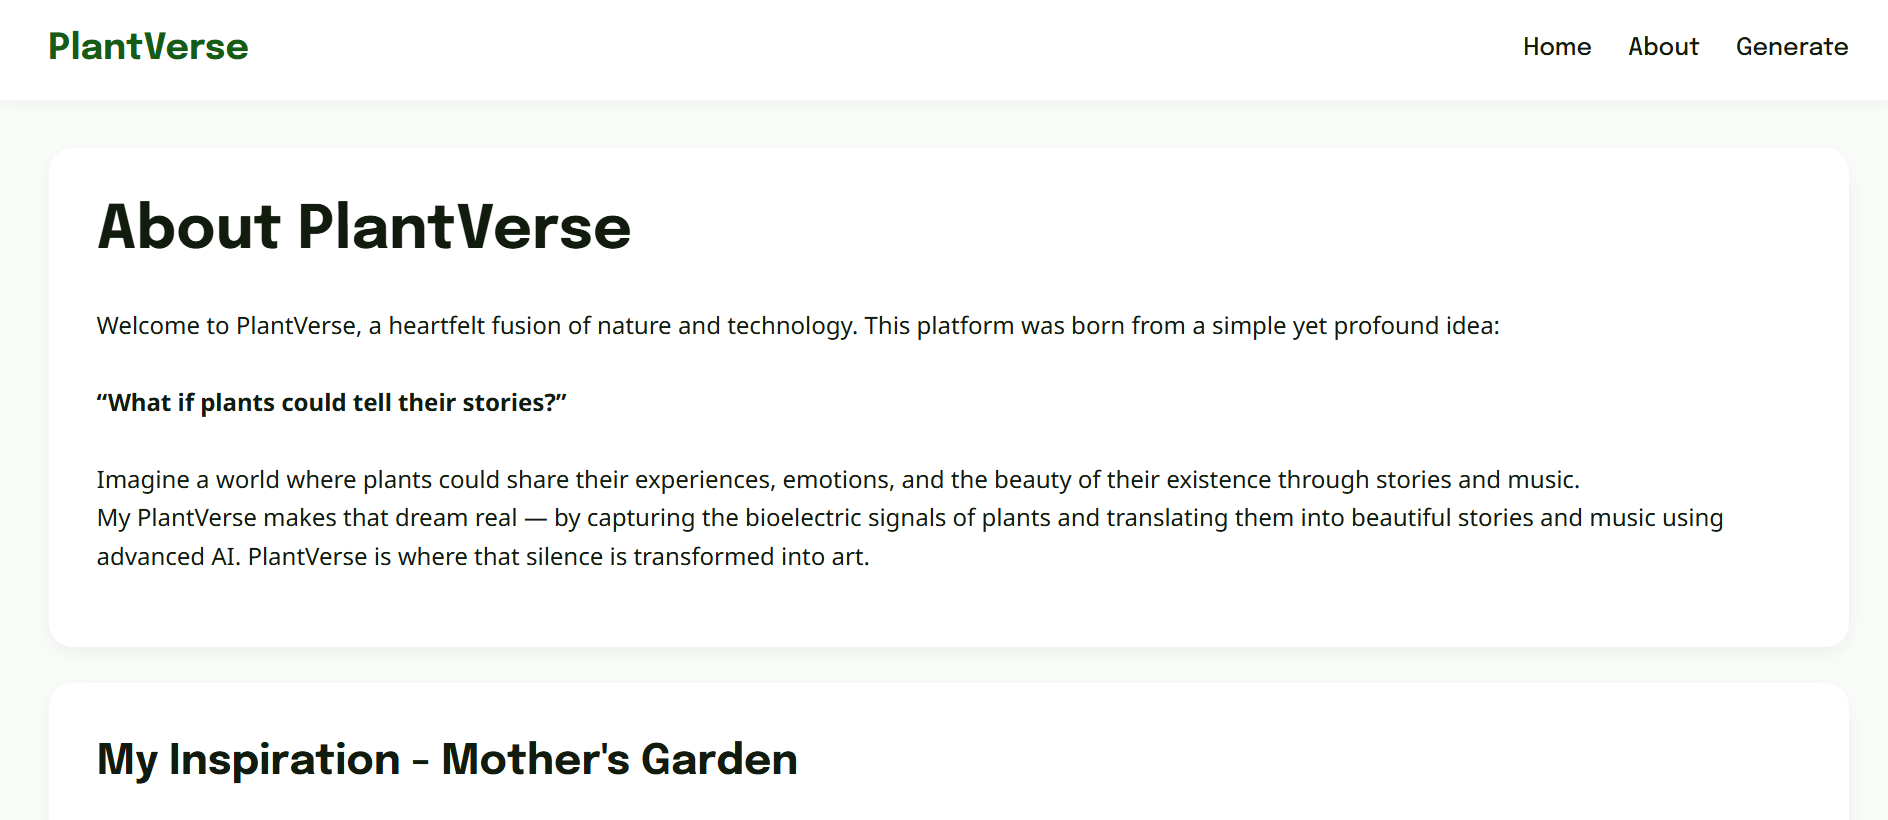 PlantVerse
Home About Generate
About PlantVerse
Welcome to PlantVerse, a heartfelt fusion of nature and technology. This platform was born from a simple yet profound idea:
“What if plants could tell their stories?”
Imagine a world where plants could share their experiences, emotions, and the beauty of their existence through stories and music.
My PlantVerse makes that dream real — by capturing the bioelectric signals of plants and translating them into beautiful stories and music using
advanced AI. PlantVerse is where that silence is transformed into art.
My Inspiration - Mother's Garden